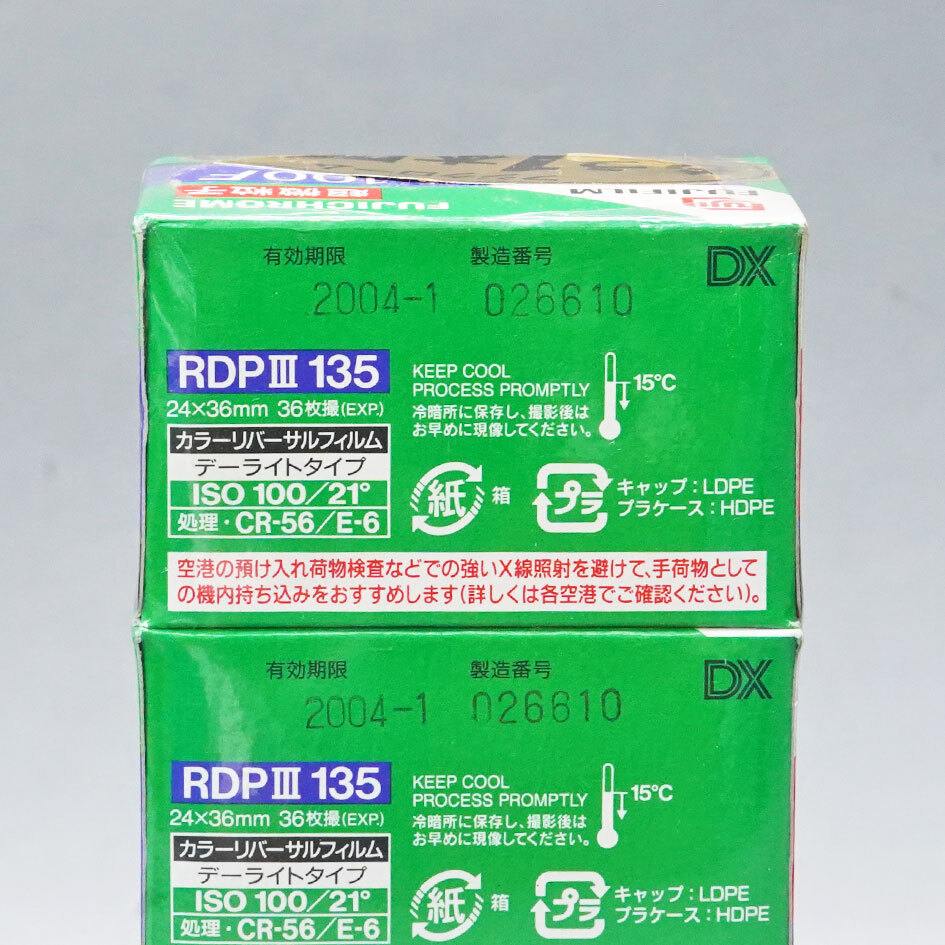 FUJICHROME
超微粒子
100F
FUJIFILM
有効期限 製造番号
2004-1 026610
DX
RDPⅢ 135
24×36mm 36枚撮(EXP.)
カラーリバーサルフィルム
デーライトタイプ
ISO 100/21°
処理・CR-56/E-6
KEEP COOL
PROCESS PROMPTLY
冷暗所に保存し、撮影後は
お早めに現像してください。
15℃
紙 箱
プラ
キャップ:LDPE
プラケース:HDPE
空港の預け入れ荷物検査などでの強いX線照射を避けて、手荷物として
の機内持ち込みをおすすめします(詳しくは各空港でご確認ください)。
有効期限 製造番号
2004-1 026610
DX
RDPⅢ 135
24×36mm 36枚撮(EXP.)
カラーリバーサルフィルム
デーライトタイプ
ISO 100/21°
処理・CR-56/E-6
KEEP COOL
PROCESS PROMPTLY
冷暗所に保存し、撮影後は
お早めに現像してください。
15℃
紙 箱
プラ
キャップ:LDPE
プラケース:HDPE